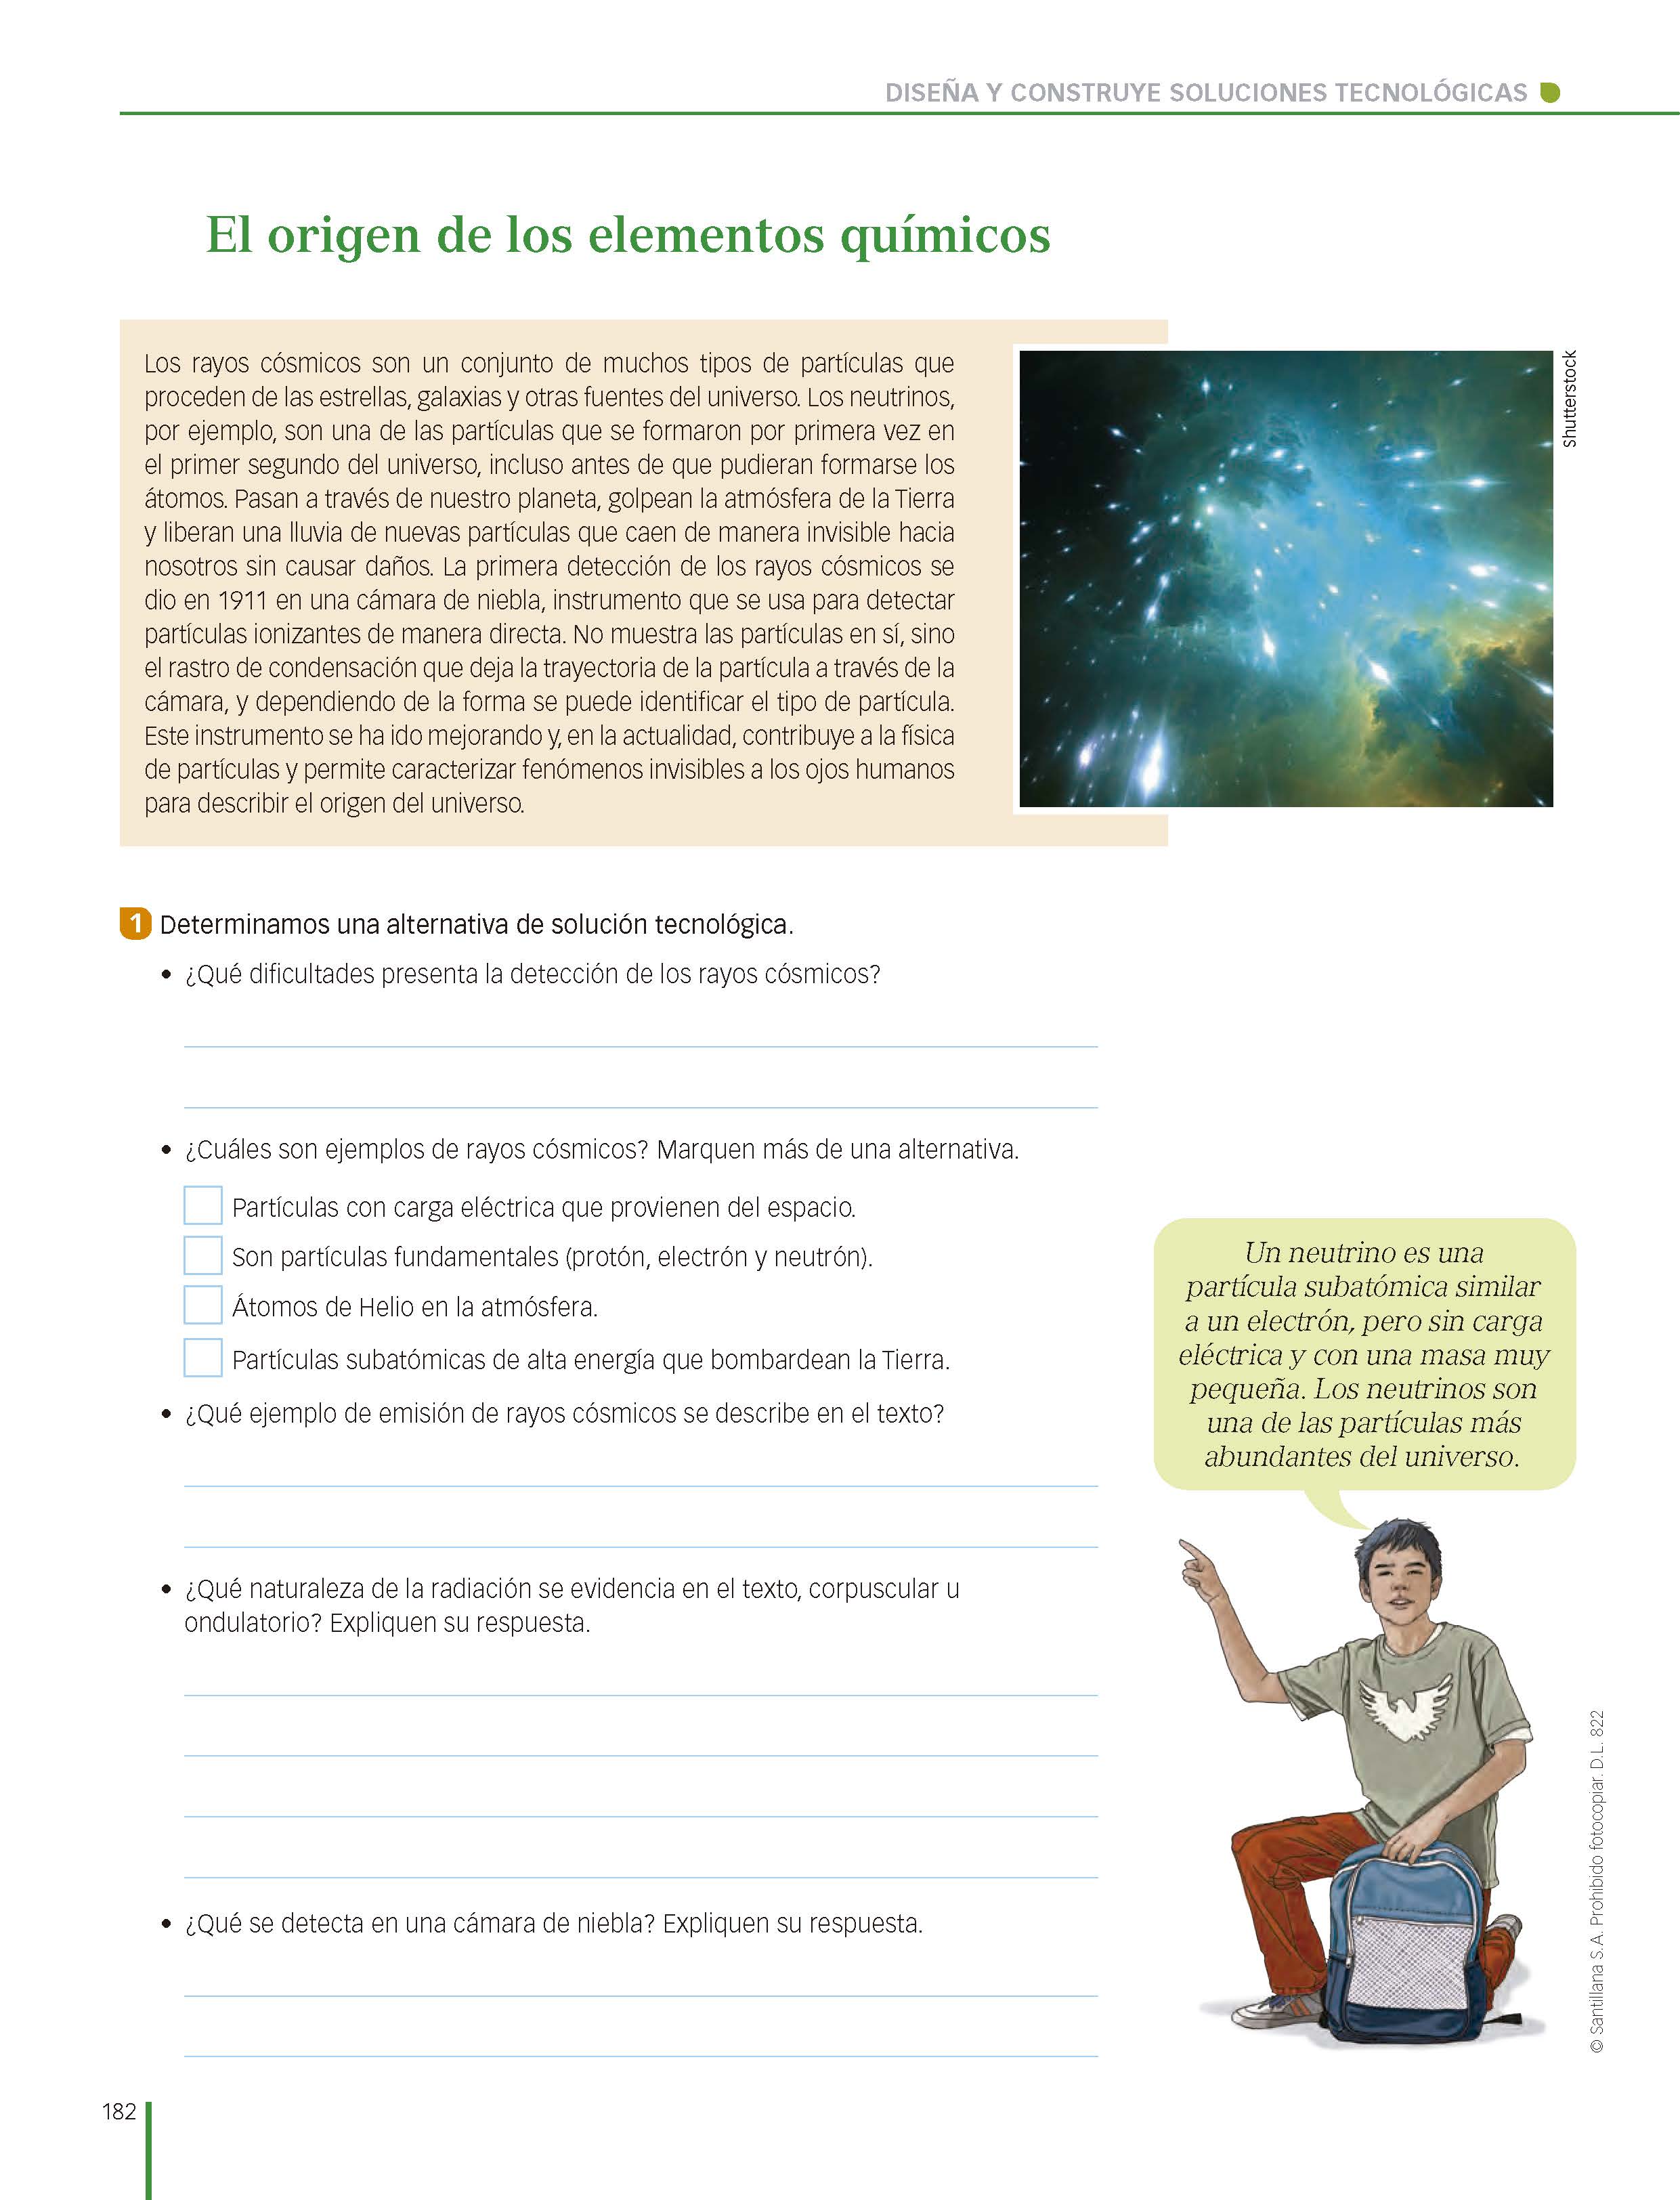 DISEÑA Y CONSTRUYE SOLUCIONES TECNOLÓGICAS
El origen de los elementos químicos
Los rayos cósmicos son un conjunto de muchos tipos de partículas que
proceden de las estrellas, galaxias y otras fuentes del universo. Los neutrinos,
por ejemplo, son una de las partículas que se formaron por primera vez en
el primer segundo del universo, incluso antes de que pudieran formarse los
átomos. Pasan a través de nuestro planeta, golpean la atmósfera de la Tierra
y liberan una lluvia de nuevas partículas que caen de manera invisible hacia
nosotros sin causar daños. La primera detección de los rayos cósmicos se
dio en 1911 en una cámara de niebla, instrumento que se usa para detectar
partículas ionizantes de manera directa. No muestra las partículas en sí, sino
el rastro de condensación que deja la trayectoria de la partícula a través de la
cámara, y dependiendo de la forma se puede identificar el tipo de partícula.
Este instrumento se ha ido mejorando y, en la actualidad, contribuye a la física
de partículas y permite caracterizar fenómenos invisibles a los ojos humanos
para describir el origen del universo.
Shutterstock
1 Determinamos una alternativa de solución tecnológica.
• ¿Qué dificultades presenta la detección de los rayos cósmicos?
• ¿Cuáles son ejemplos de rayos cósmicos? Marquen más de una alternativa.
Partículas con carga eléctrica que provienen del espacio.
Son partículas fundamentales (protón, electrón y neutrón).
Átomos de Helio en la atmósfera.
Partículas subatómicas de alta energía que bombardean la Tierra.
• ¿Qué ejemplo de emisión de rayos cósmicos se describe en el texto?
• ¿Qué naturaleza de la radiación se evidencia en el texto, corpuscular u
ondulatorio? Expliquen su respuesta.
• ¿Qué se detecta en una cámara de niebla? Expliquen su respuesta.
Un neutrino es una
partícula subatómica similar
a un electrón, pero sin carga
eléctrica y con una masa muy
pequeña. Los neutrinos son
una de las partículas más
abundantes del universo.
© Santillana S.A. Prohibido fotocopiar. D.L. 822
182